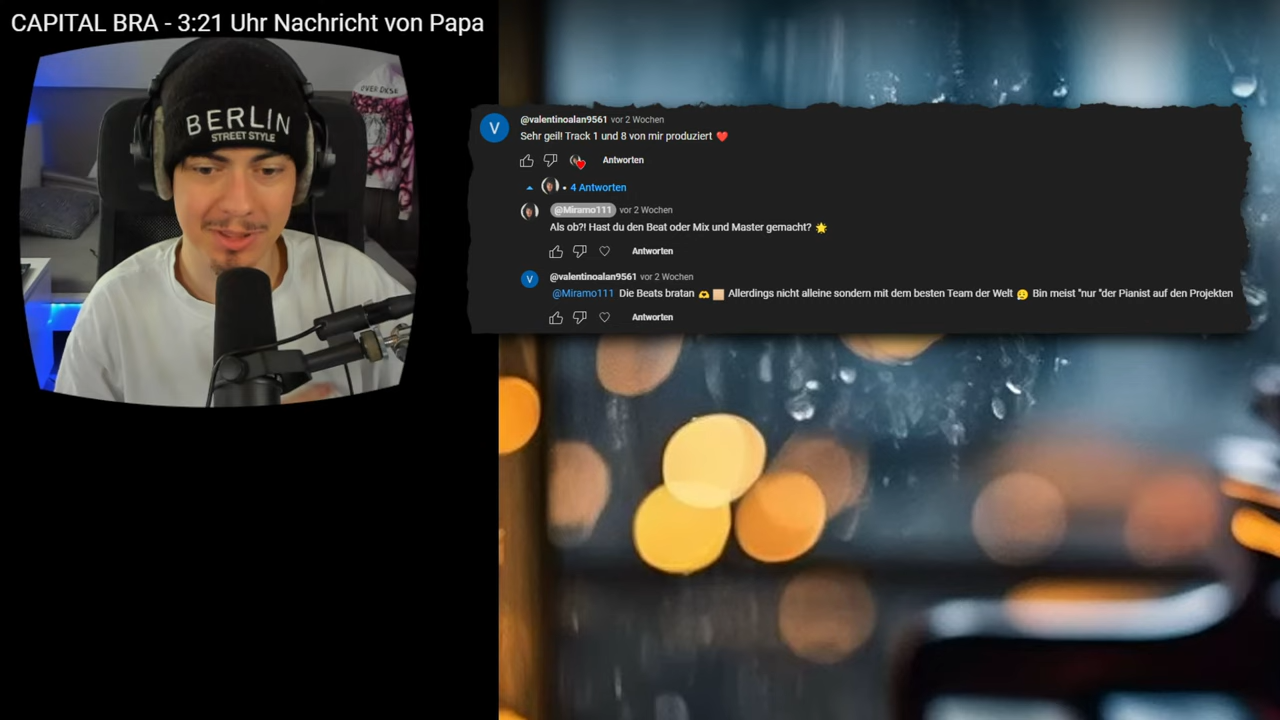 CAPITAL BRA - 3:21 Uhr Nachricht von Papa
OVER DESE
BERLIN
STREET STYLE
V
@valentinoalan9561 vor 2 Wochen
Sehr geil! Track 1 und 8 von mir produziert ❤️
Antworten
• 4 Antworten
@Miramo111 vor 2 Wochen
Als ob?! Hast du den Beat oder Mix und Master gemacht? 🌟
Antworten
V
@valentinoalan9561 vor 2 Wochen
@Miramo111 Die Beats bratan 🫶🏼 Allerdings nicht alleine sondern mit dem besten Team der Welt 😥 Bin meist "nur "der Pianist auf den Projekten
Antworten